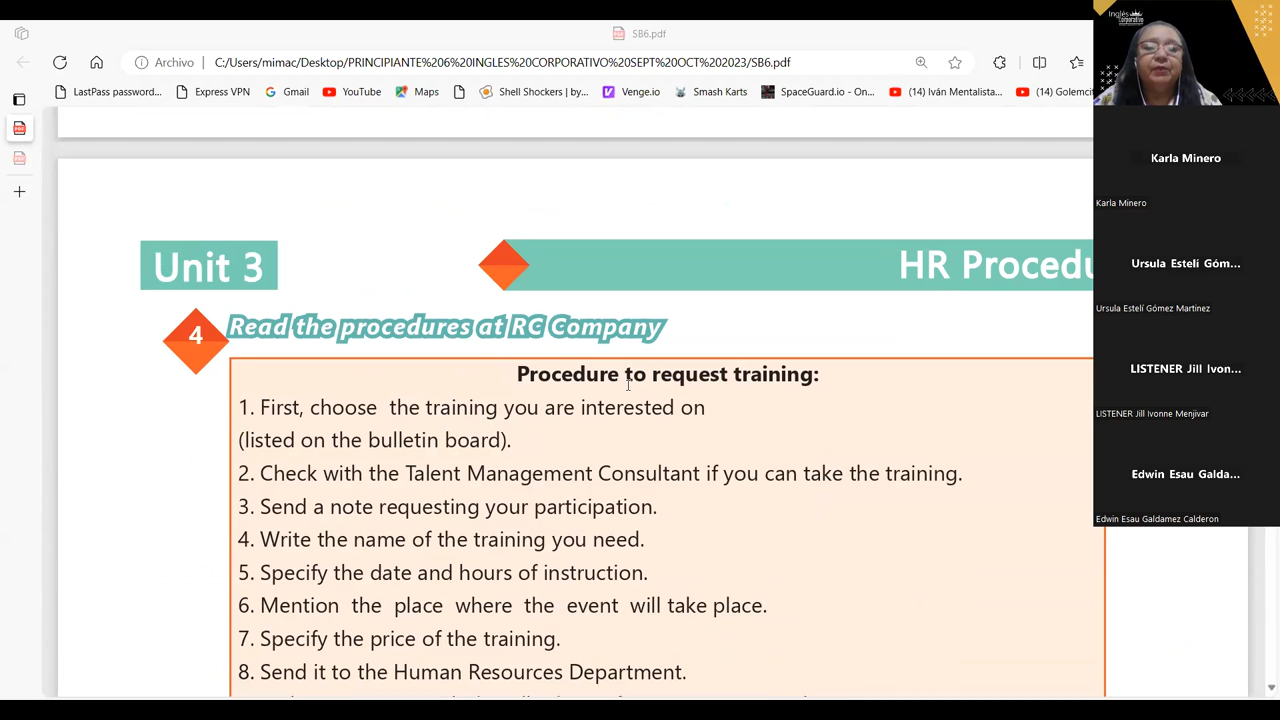 SB6.pdf
Archivo
C:/Users/mimac/Desktop/PRINCIPIANTE%206%20INGLES%20CORPORATIVO%20SEPT%20OCT%202023/SB6.pdf
LastPass password...
Express VPN
Gmail
YouTube
Maps
Shell Shockers | by...
Venge.io
Smash Karts
SpaceGuard.io - On...
(14) Iván Mentalista...
(14) Golemcit
Inglés
Corporativo
Karla Minero
Karla Minero
Ursula Estelí Góm...
Ursula Estelí Gómez Martinez
LISTENER Jill Ivon...
LISTENER Jill Ivonne Menjivar
Edwin Esau Galda...
Edwin Esau Galdamez Calderon
Unit 3
HR Procedu
4
Read the procedures at RC Company
Procedure to request training:
1. First, choose the training you are interested on
(listed on the bulletin board).
2. Check with the Talent Management Consultant if you can take the training.
3. Send a note requesting your participation.
4. Write the name of the training you need.
5. Specify the date and hours of instruction.
6. Mention the place where the event will take place.
7. Specify the price of the training.
8. Send it to the Human Resources Department.